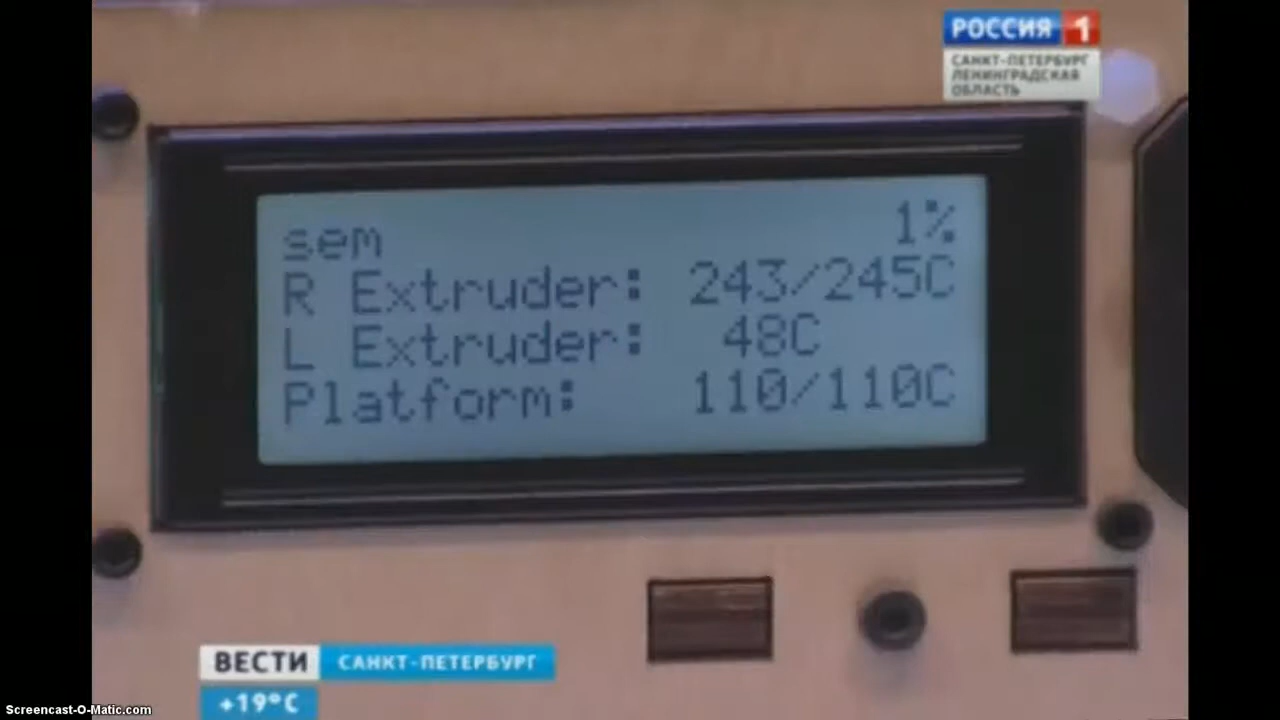 РОССИЯ 1
САНКТ-ПЕТЕРБУРГ
ЛЕНИНГРАДСКАЯ
ОБЛАСТЬ
sem 1%
R Extruder: 243/245C
L Extruder: 48C
Platform: 110/110C
ВЕСТИ САНКТ-ПЕТЕРБУРГ
+19°C
Screencast-O-Matic.com